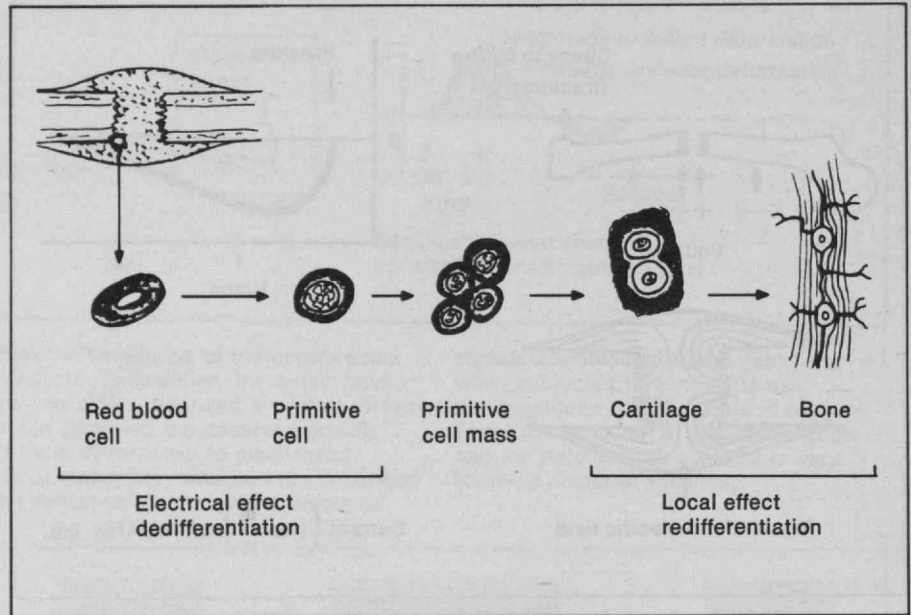 Red blood
cell
Primitive
cell
Primitive
cell mass
Cartilage
Bone
Electrical effect
dedifferentiation
Local effect
redifferentiation